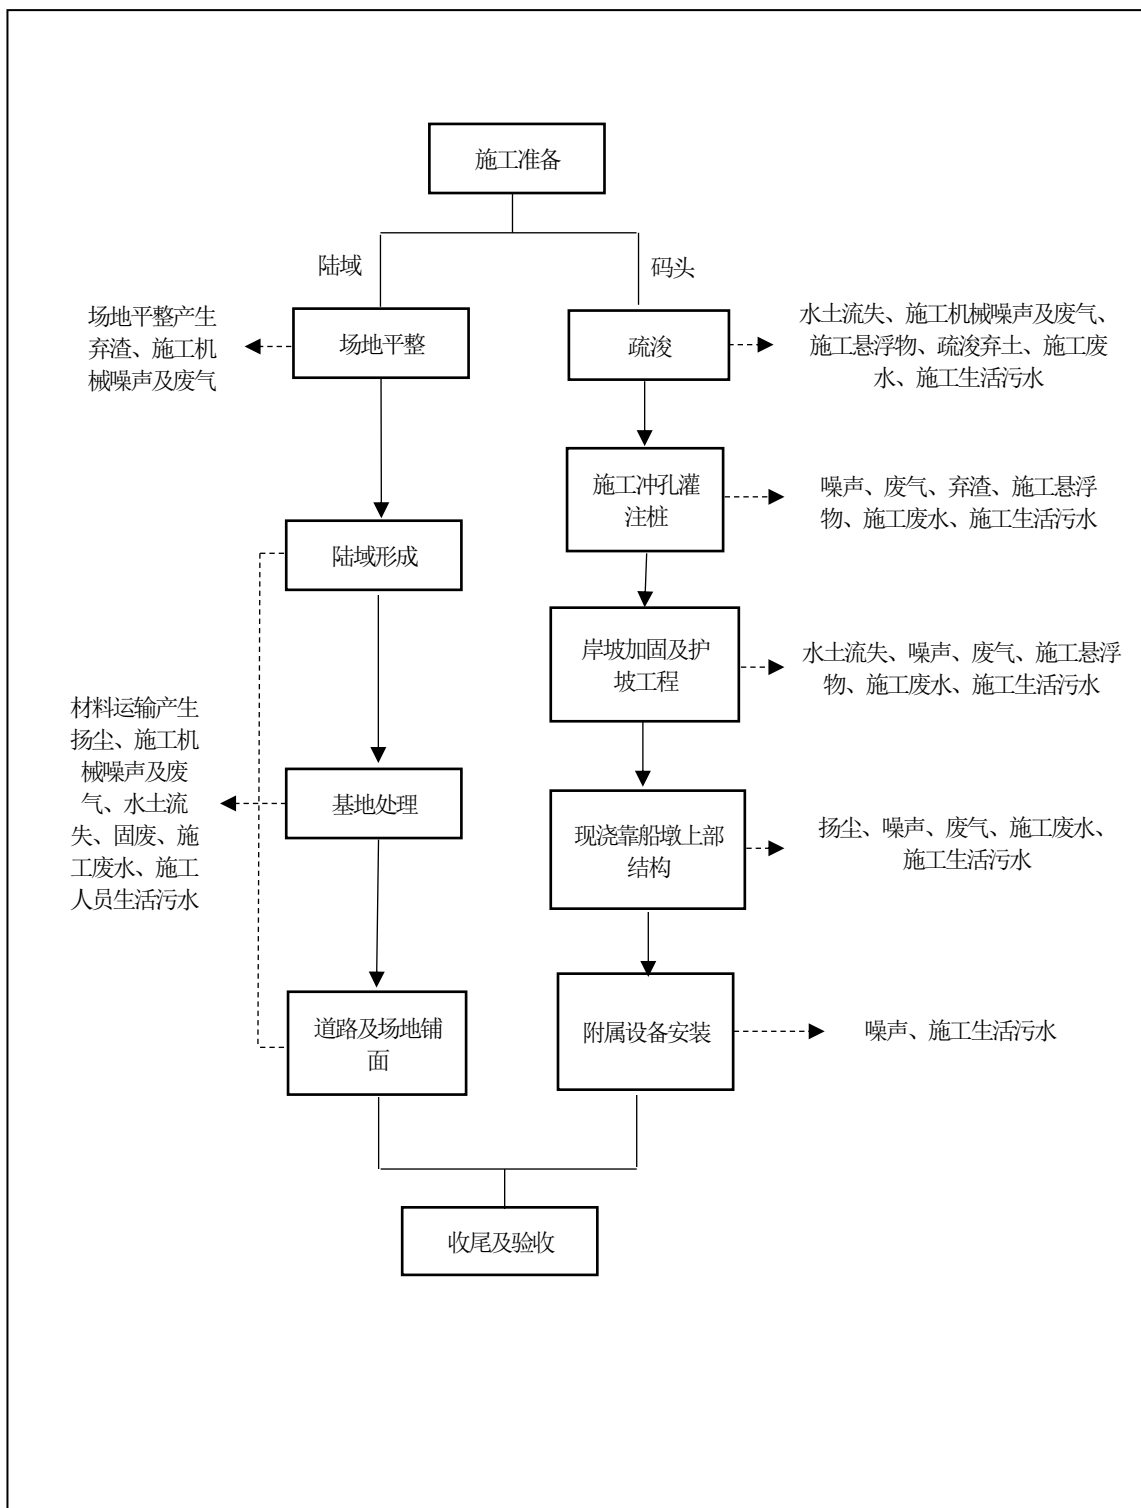 施工准备
陆域
码头
场地平整产生
弃渣、施工机
械噪声及废气
场地平整
疏浚
水土流失、施工机械噪声及废气、
施工悬浮物、疏浚弃土、施工废
水、施工生活污水
施工冲孔灌
注桩
噪声、废气、弃渣、施工悬浮
物、施工废水、施工生活污水
陆域形成
岸坡加固及护
坡工程
水土流失、噪声、废气、施工悬浮
物、施工废水、施工生活污水
材料运输产生
扬尘、施工机
械噪声及废
气、水土流
失、固废、施
工废水、施工
人员生活污水
基地处理
现浇靠船墩上部
结构
扬尘、噪声、废气、施工废水、
施工生活污水
道路及场地铺
面
附属设备安装
噪声、施工生活污水
收尾及验收